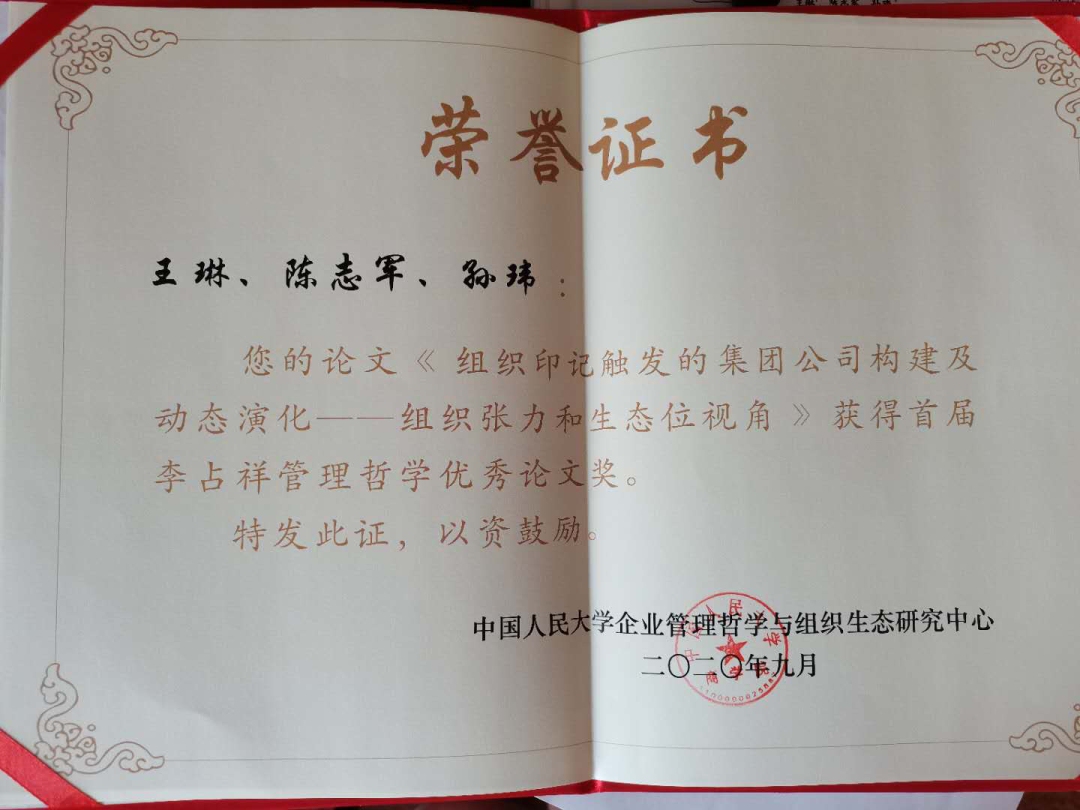 荣誉证书
王琳、陈志军、孙玮：
您的论文《组织印记触发的集团公司构建及
动态演化——组织张力和生态位视角》获得首届
李占祥管理哲学优秀论文奖。
特发此证，以资鼓励。
中国人民大学企业管理哲学与组织生态研究中心
二〇二〇年九月